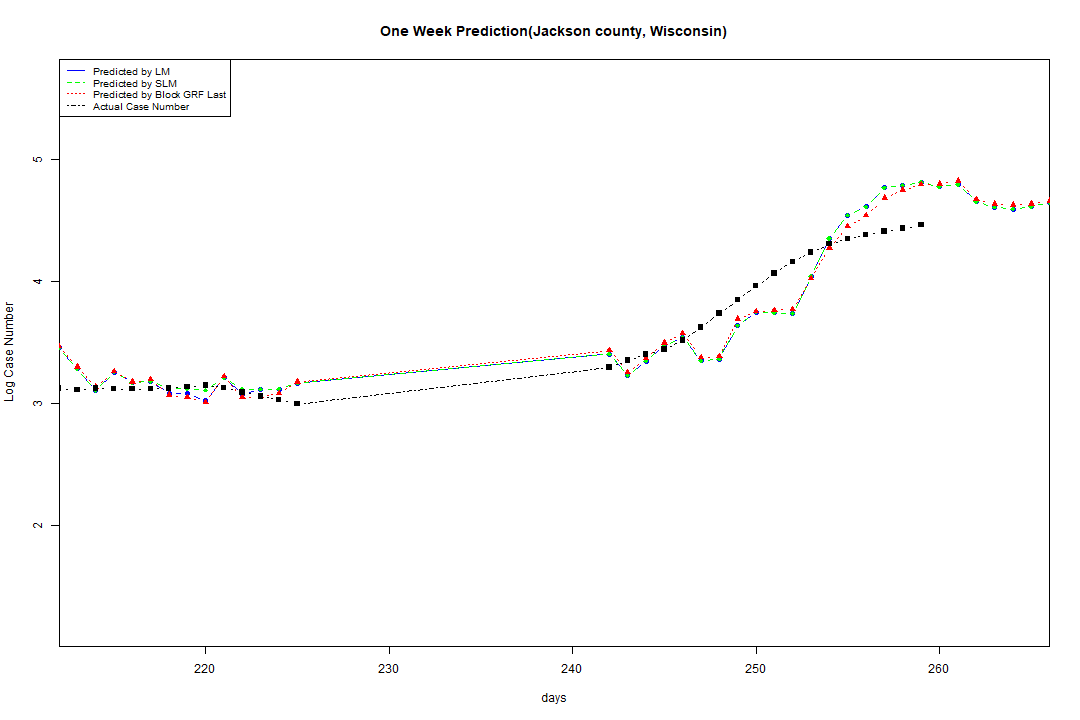 One Week Prediction(Jackson county, Wisconsin)
Predicted by LM
Predicted by SLM
Predicted by Block GRF Last
Actual Case Number
5
4
3
2
Log Case Number
220
230
240
250
260
days